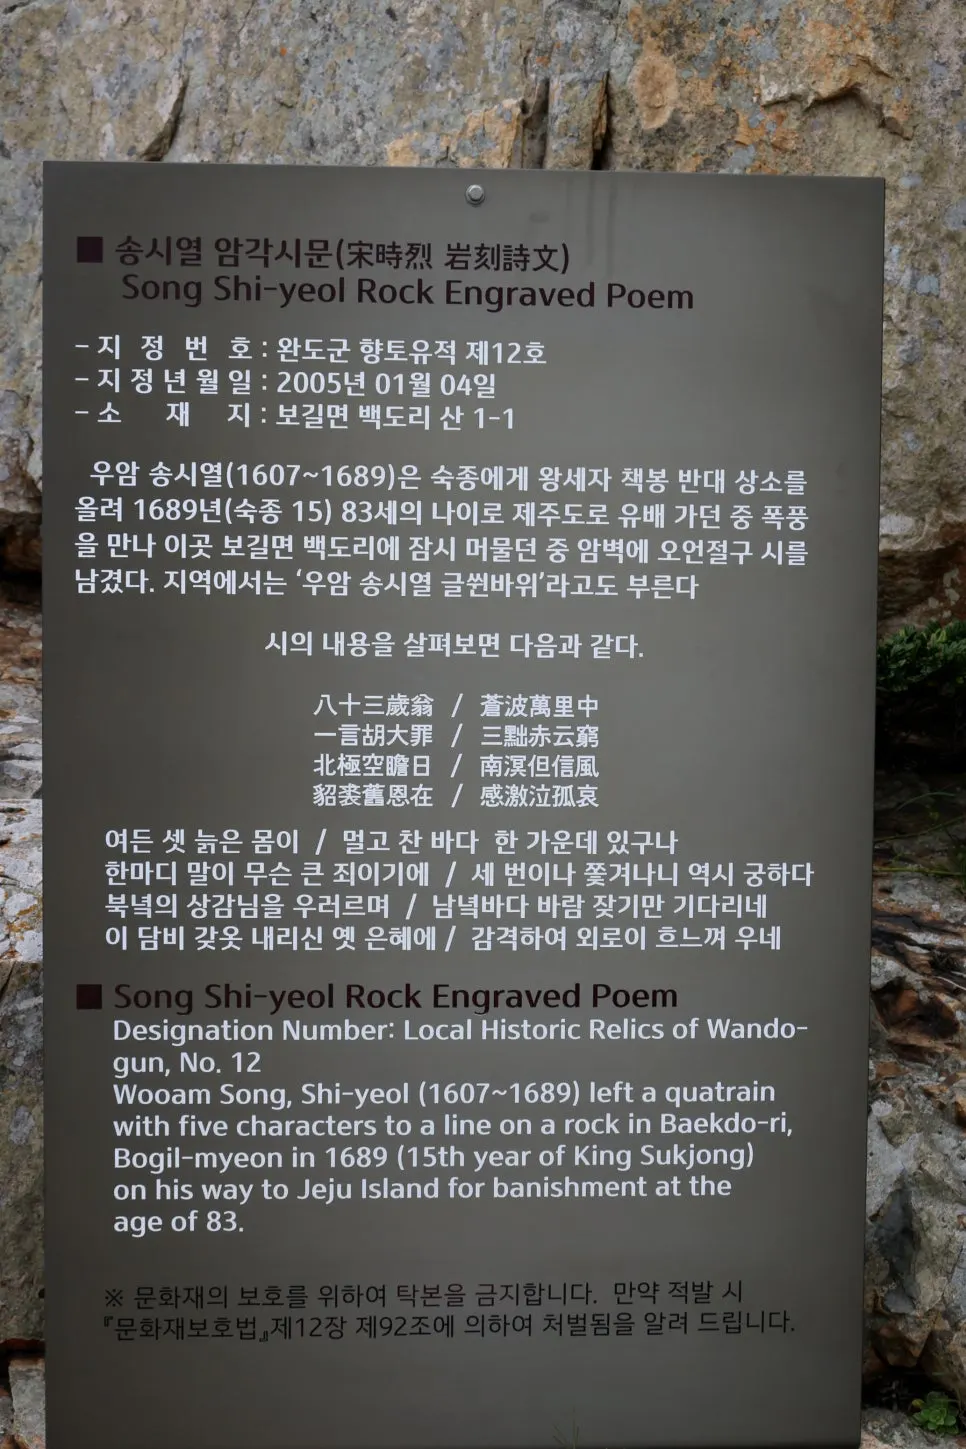 ■ 송시열 암각시문(宋時烈 岩刻詩文)
Song Shi-yeol Rock Engraved Poem
- 지 정 번 호 : 완도군 향토유적 제12호
- 지 정 년 월 일 : 2005년 01월 04일
- 소 재 지 : 보길면 백도리 산 1-1
우암 송시열(1607~1689)은 숙종에게 왕세자 책봉 반대 상소를
올려 1689년(숙종 15) 83세의 나이로 제주도로 유배 가던 중 폭풍
을 만나 이곳 보길면 백도리에 잠시 머물던 중 암벽에 오언절구 시를
남겼다. 지역에서는 ‘우암 송시열 글쒼바위’라고도 부른다
시의 내용을 살펴보면 다음과 같다.
八十三歲翁 / 蒼波萬里中
一言胡大罪 / 三黜赤云窮
北極空瞻日 / 南溟但信風
貂裘舊恩在 / 感激泣孤哀
여든 셋 늙은 몸이 / 멀고 찬 바다 한 가운데 있구나
한마디 말이 무슨 큰 죄이기에 / 세 번이나 쫓겨나니 역시 궁하다
북녘의 상감님을 우러르며 / 남녘바다 바람 잦기만 기다리네
이 담비 갖옷 내리신 옛 은혜에 / 감격하여 외로이 흐느껴 우네
■ Song Shi-yeol Rock Engraved Poem
Designation Number: Local Historic Relics of Wando-
gun, No. 12
Wooam Song, Shi-yeol (1607~1689) left a quatrain
with five characters to a line on a rock in Baekdo-ri,
Bogil-myeon in 1689 (15th year of King Sukjong)
on his way to Jeju Island for banishment at the
age of 83.
※ 문화재의 보호를 위하여 탁본을 금지합니다. 만약 적발 시
『문화재보호법』제12장 제92조에 의하여 처벌됨을 알려 드립니다.